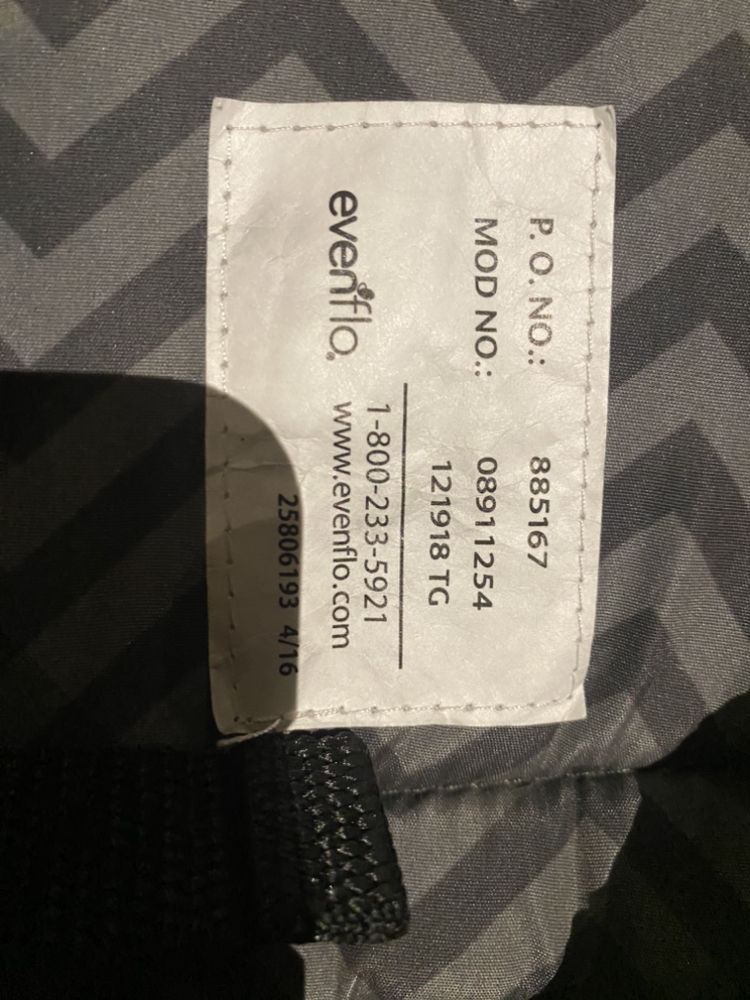 P. O. NO.: 885167
MOD NO.: 08911254
121918 TG
1-800-233-5921
evenflo® www.evenflo.com
25806193 4/16